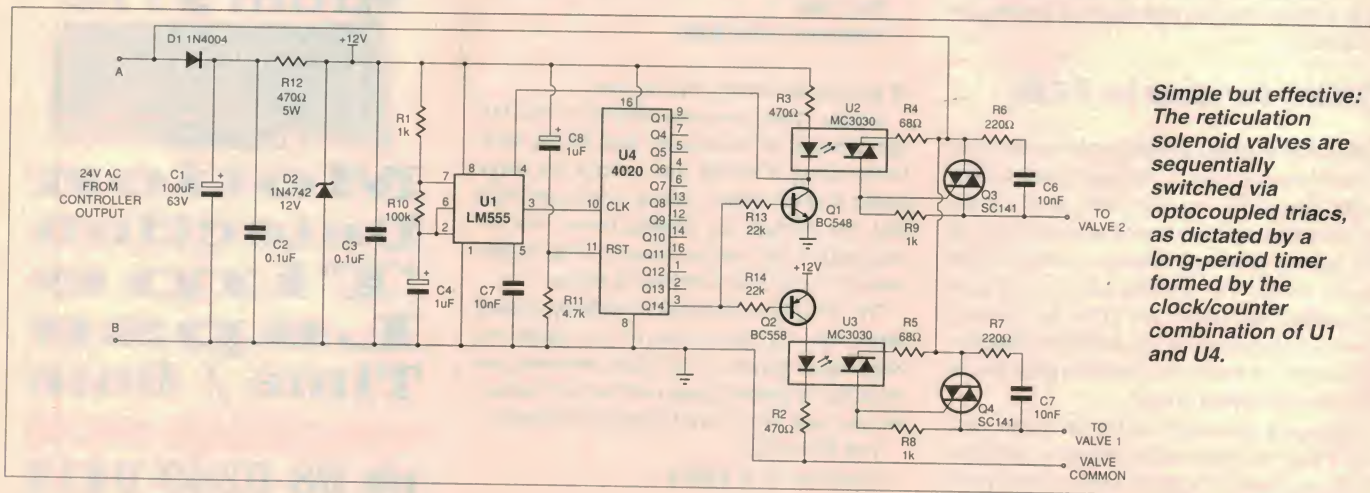 D1 1N4004
A
R12
470Ω
5W
+12V
24V AC
FROM
CONTROLLER
OUTPUT
C1
100uF
63V
C2
0.1uF
D2
1N4742
12V
C3
0.1uF
B
R1
1k
R10
100k
C4
1uF
7
6
2
8
4
U1
LM555
3
1
5
C7
10nF
C8
1uF
R11
4.7k
16
U4
4020
10 CLK
11 RST
8
Q1 9
Q4 7
Q5 5
Q6 4
Q7 6
Q8 13
Q9 12
Q10 14
Q11 16
Q12 1
Q13 2
Q14 3
R3
470Ω
U2
MC3030
R4
68Ω
R6
220Ω
Q3
SC141
C6
10nF
R13
22k
Q1
BC548
R9
1k
TO
VALVE 2
R14
22k
+12V
Q2
BC558
U3
MC3030
R5
68Ω
R7
220Ω
R2
470Ω
Q4
SC141
C7
10nF
R8
1k
TO
VALVE 1
VALVE
COMMON
Simple but effective:
The reticulation
solenoid valves are
sequentially
switched via
optocoupled triacs,
as dictated by a
long-period timer
formed by the
clock/counter
combination of U1
and U4.